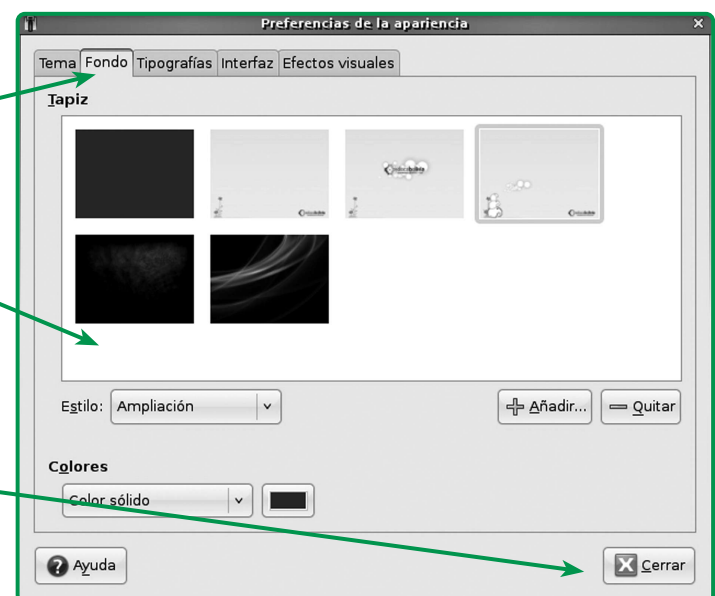 Preferencias de la apariencia
Tema Fondo Tipografías Interfaz Efectos visuales
Tapiz
Estilo: Ampliación
Añadir... Quitar
Colores
Color sólido
Ayuda Cerrar